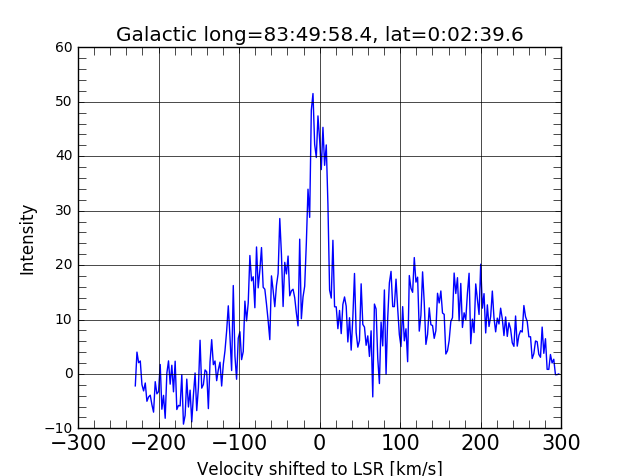 Galactic long=83:49:58.4, lat=0:02:39.6
60
50
40
30
20
10
0
−10
Intensity
−300 −200 −100 0 100 200 300
Velocity shifted to LSR [km/s]